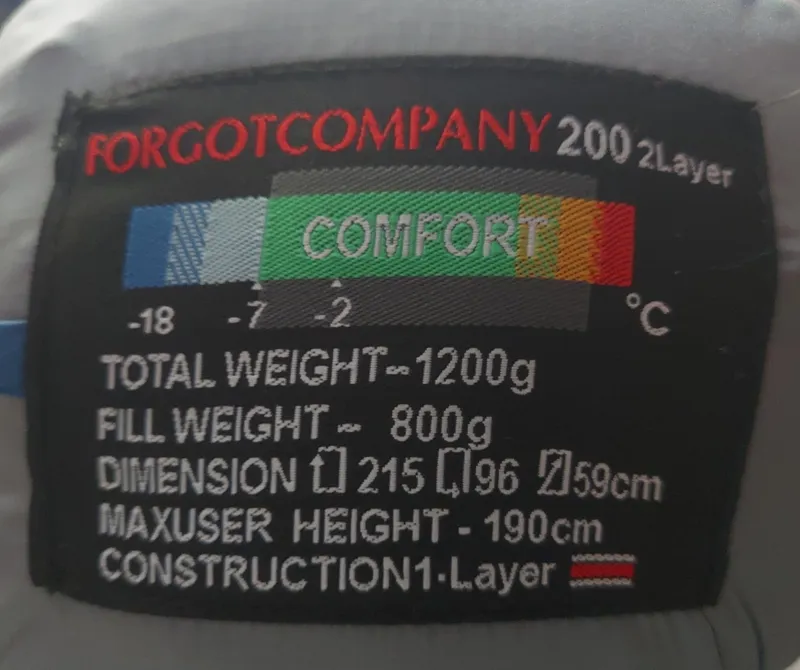 FORGOTCOMPANY 200 2Layer
COMFORT
-18 -7 -2 °C
TOTAL WEIGHT~1200g
FILL WEIGHT~ 800g
DIMENSION 215 96 59cm
MAXUSER HEIGHT - 190cm
CONSTRUCTION1-Layer